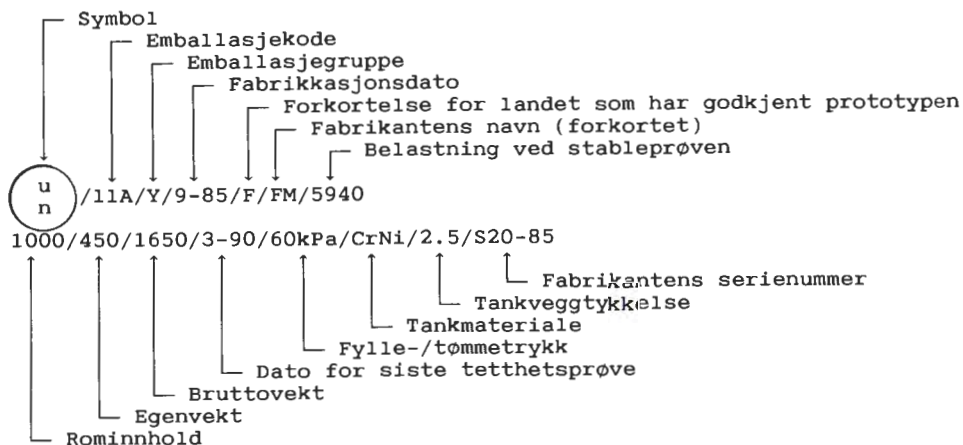 Symbol
Emballasjekode
Emballasjegruppe
Fabrikkasjonsdato
Forkortelse for landet som har godkjent prototypen
Fabrikantens navn (forkortet)
Belastning ved stableprøven
u
n
/11A/Y/9-85/F/FM/5940
1000/450/1650/3-90/60kPa/CrNi/2.5/S20-85
Fabrikantens serienummer
Tankveggtykkelse
Tankmateriale
Fylle-/tømmetrykk
Dato for siste tetthetsprøve
Bruttovekt
Egenvekt
Rominnhold